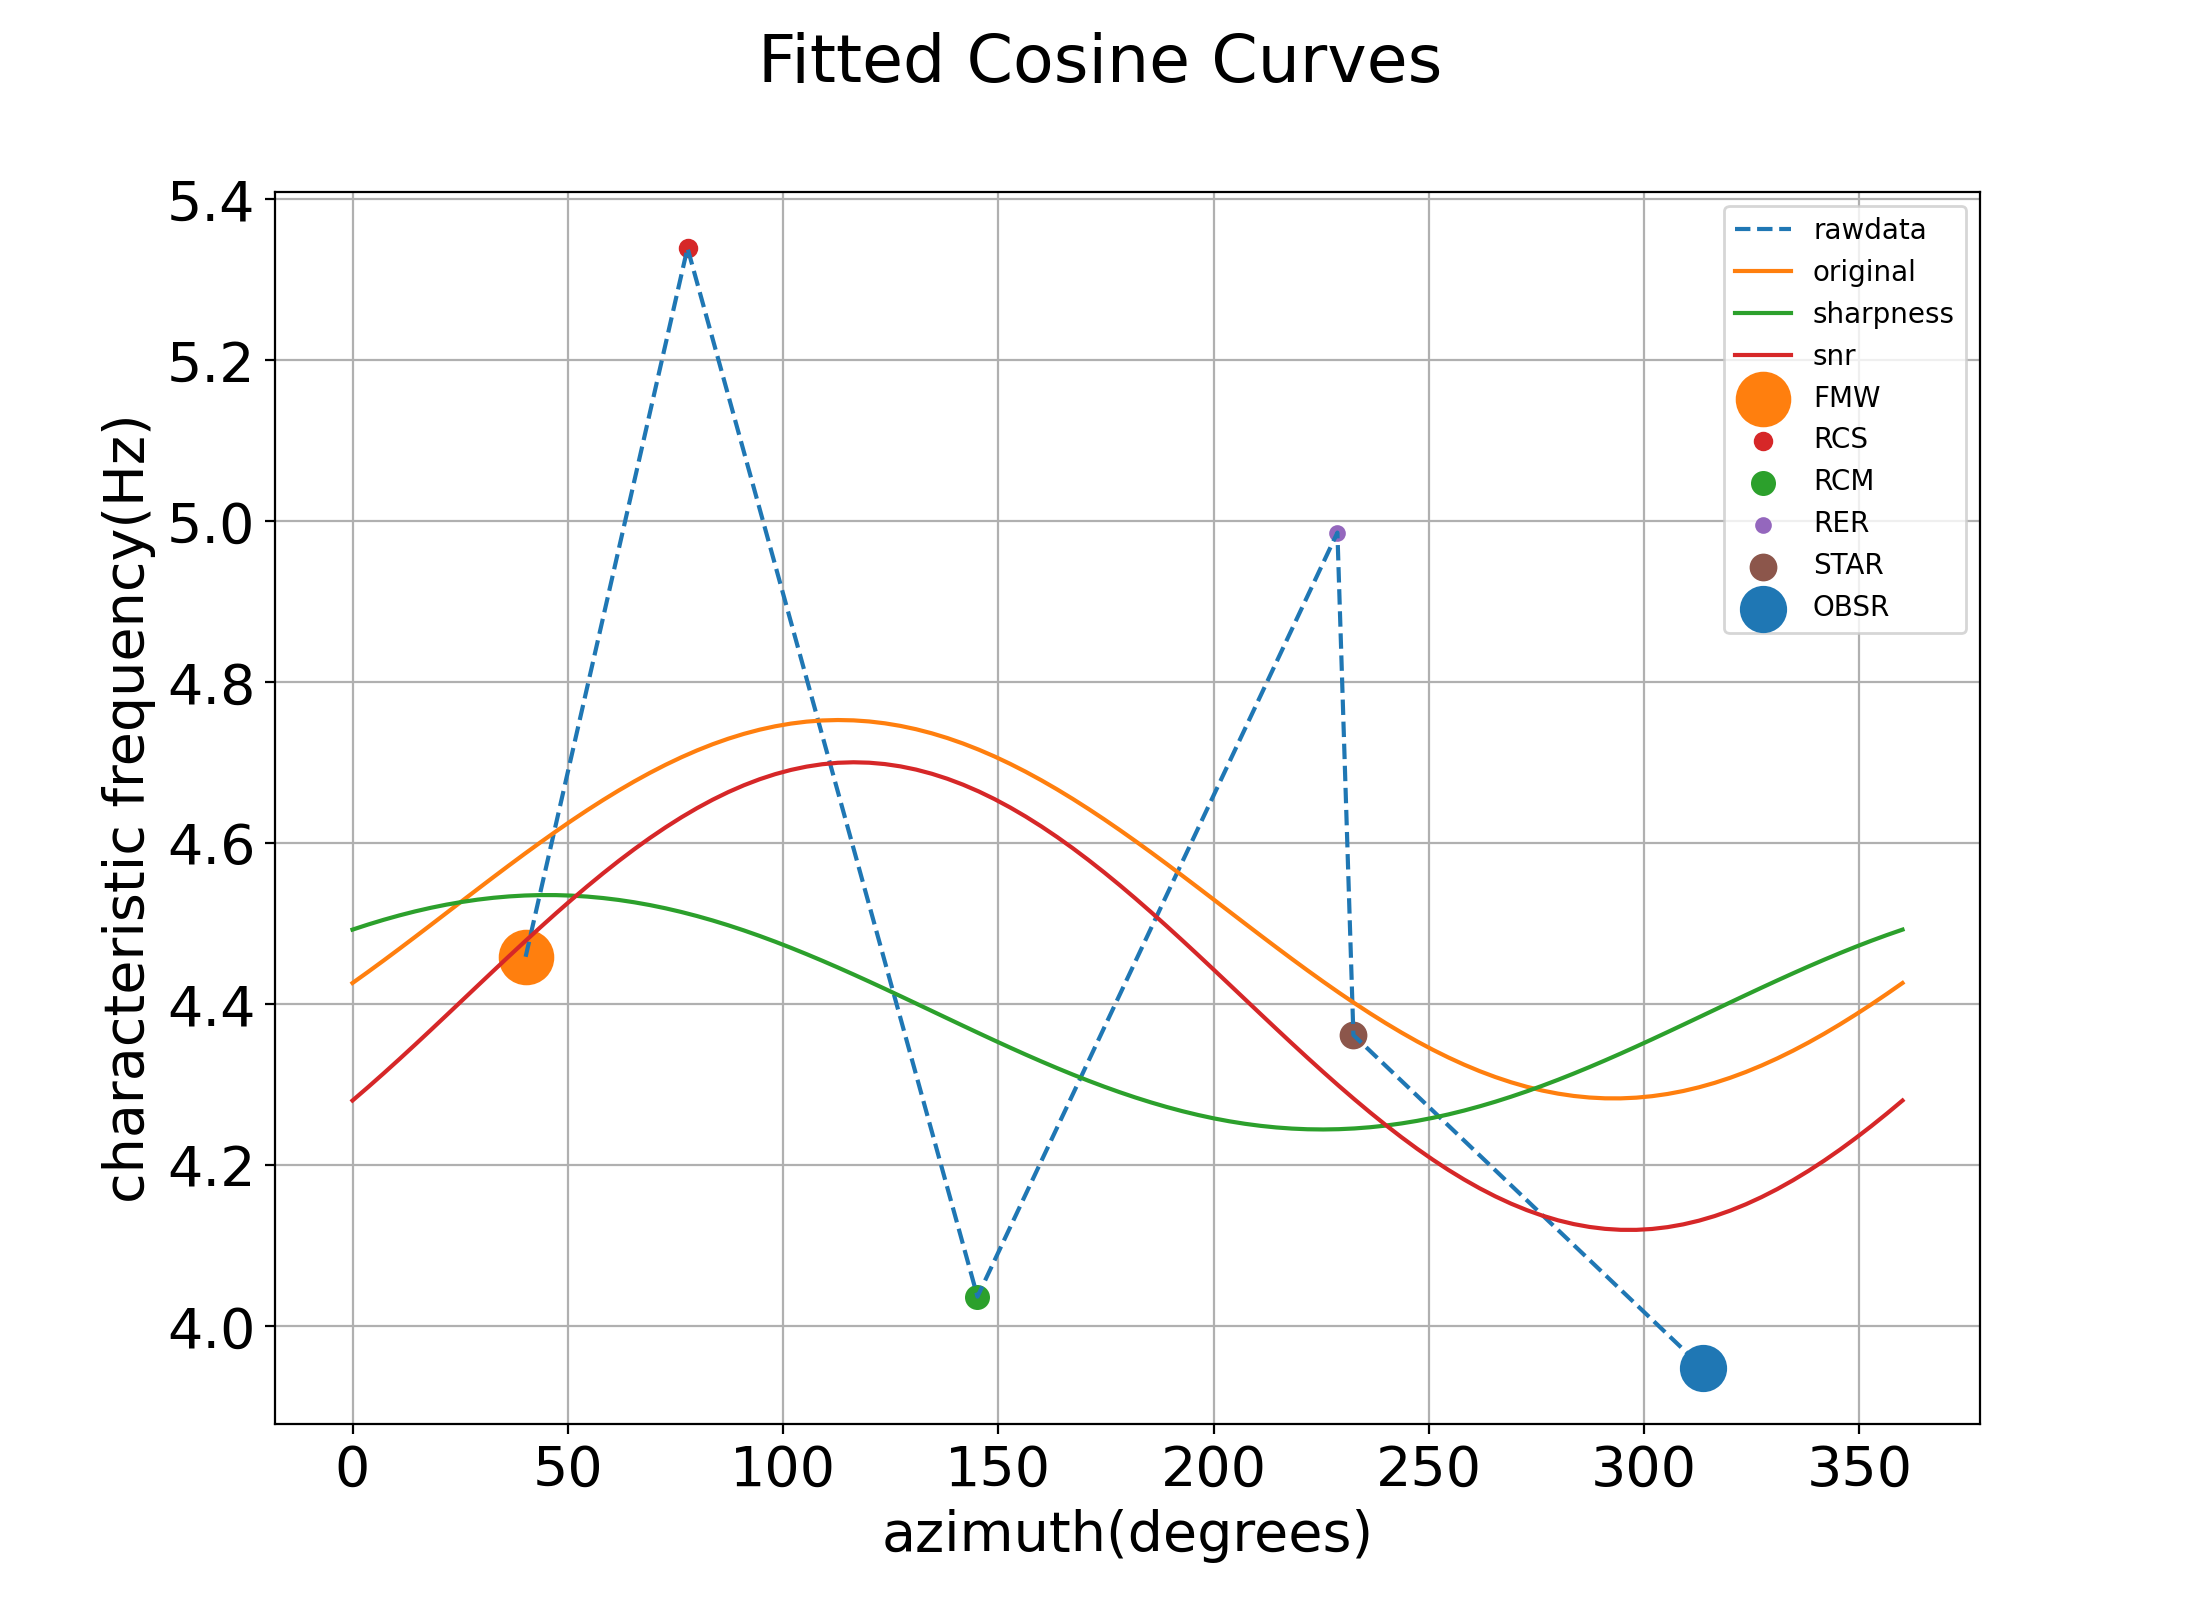 Fitted Cosine Curves
characteristic frequency(Hz)
5.4
5.2
5.0
4.8
4.6
4.4
4.2
4.0
rawdata
original
sharpness
snr
FMW
RCS
RCM
RER
STAR
OBSR
0 50 100 150 200 250 300 350
azimuth(degrees)